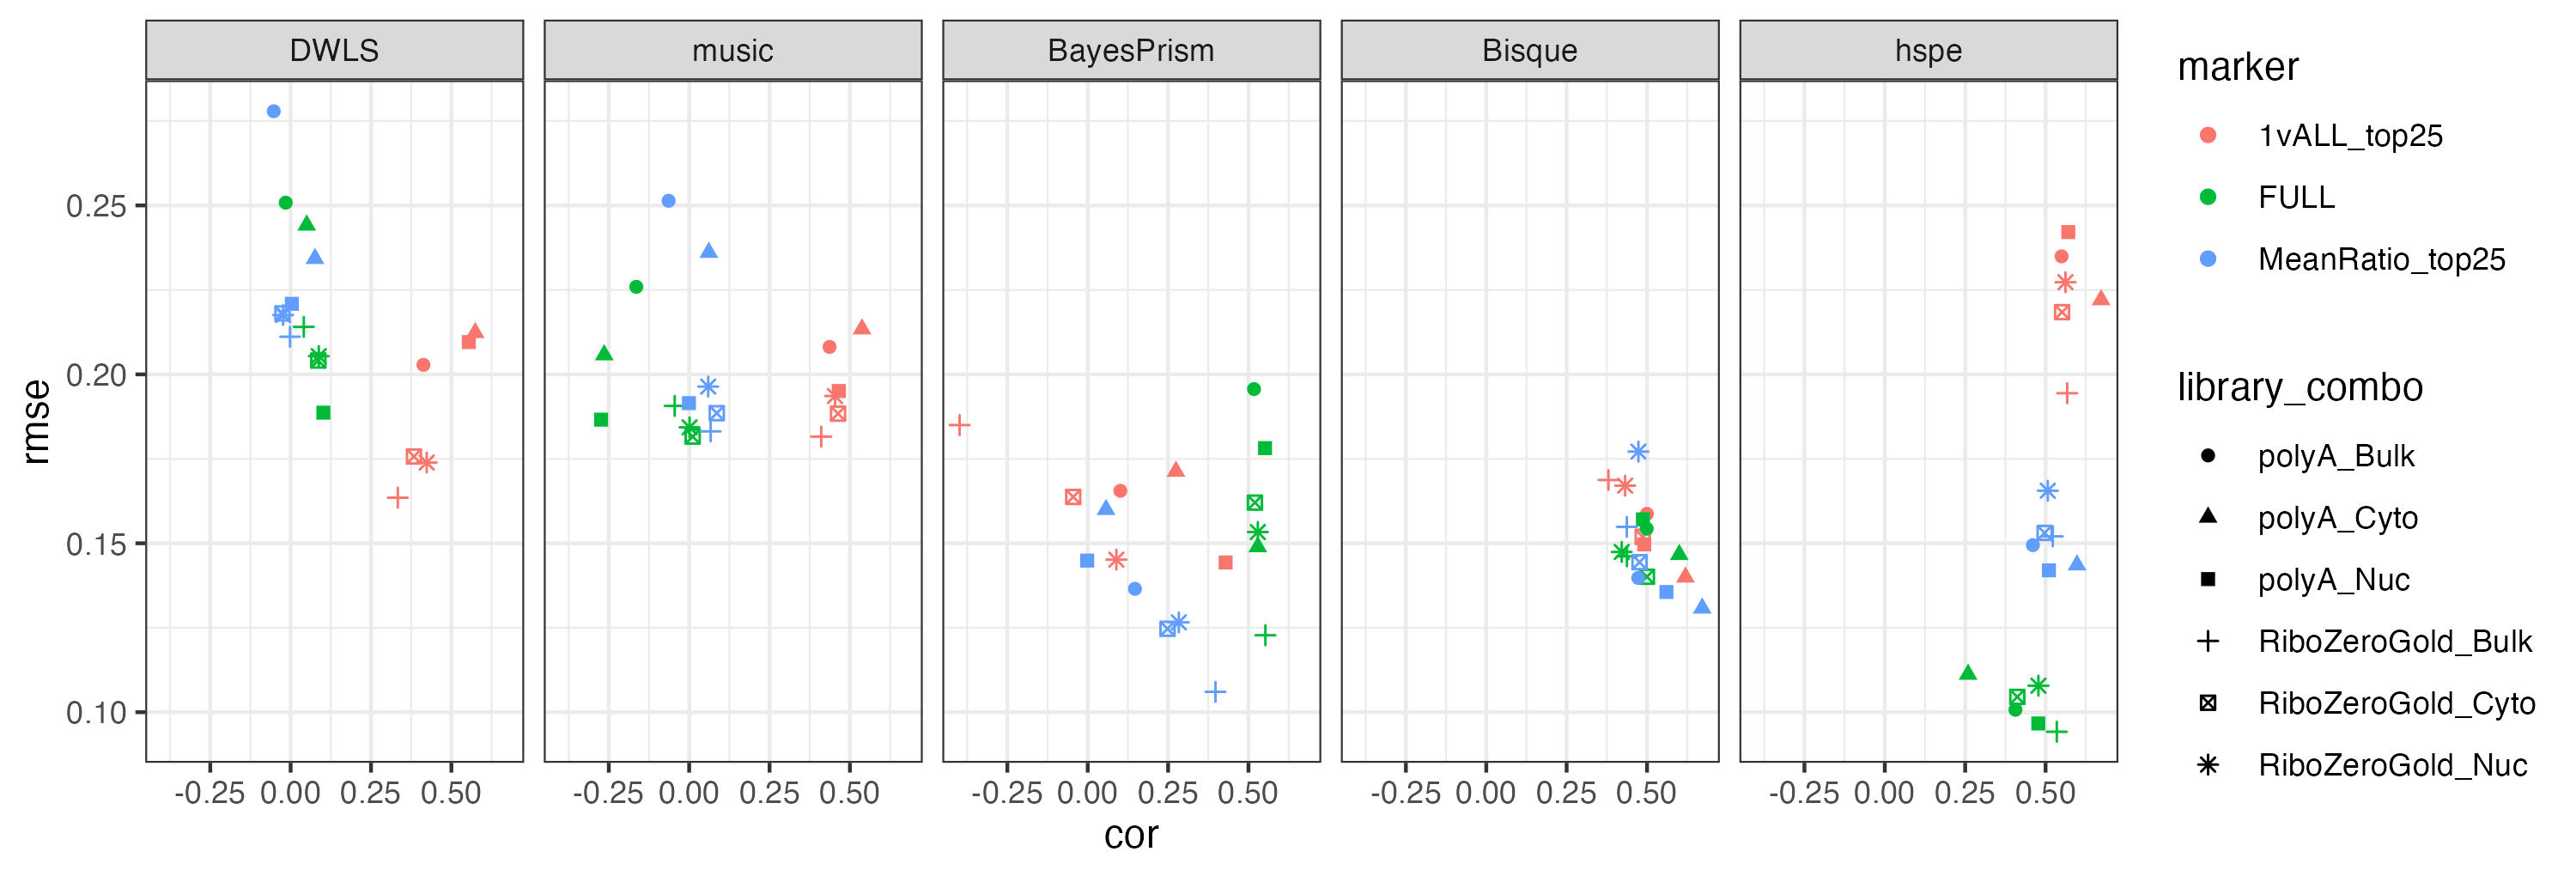 DWLS
music
BayesPrism
Bisque
hspe
0.25
0.20
0.15
0.10
rmse
-0.25 0.00 0.25 0.50
-0.25 0.00 0.25 0.50
-0.25 0.00 0.25 0.50
-0.25 0.00 0.25 0.50
-0.25 0.00 0.25 0.50
cor
marker
1vALL_top25
FULL
MeanRatio_top25
library_combo
polyA_Bulk
polyA_Cyto
polyA_Nuc
RiboZeroGold_Bulk
RiboZeroGold_Cyto
RiboZeroGold_Nuc